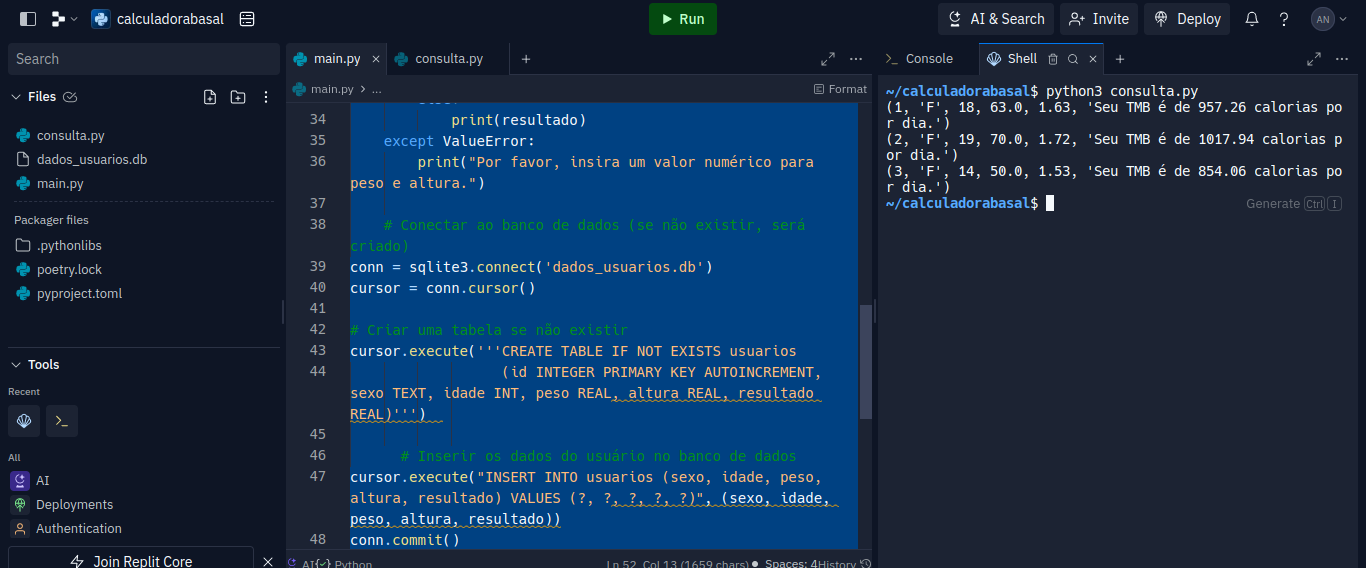 calculadorabasal
Run
AI & Search
Invite
Deploy
AN
Search
Files
consulta.py
dados_usuarios.db
main.py
Packager files
.pythonlibs
poetry.lock
pyproject.toml
Tools
Recent
All
AI
Deployments
Authentication
Join Replit Core
main.py
consulta.py
main.py > ...
Format
34 print(resultado)
35 except ValueError:
36 print("Por favor, insira um valor numérico para
peso e altura.")
37
38 # Conectar ao banco de dados (se não existir, será
criado)
39 conn = sqlite3.connect('dados_usuarios.db')
40 cursor = conn.cursor()
41
42 # Criar uma tabela se não existir
43 cursor.execute('''CREATE TABLE IF NOT EXISTS usuarios
44 (id INTEGER PRIMARY KEY AUTOINCREMENT,
sexo TEXT, idade INT, peso REAL, altura REAL, resultado
REAL)''')
45
46 # Inserir os dados do usuário no banco de dados
47 cursor.execute("INSERT INTO usuarios (sexo, idade, peso,
altura, resultado) VALUES (?, ?, ?, ?, ?)", (sexo, idade,
peso, altura, resultado))
48 conn.commit()
AI {} Python
Ln 52, Col 13 (1659 chars) Spaces: 4 History
Console
Shell
~/calculadorabasal$ python3 consulta.py
(1, 'F', 18, 63.0, 1.63, 'Seu TMB é de 957.26 calorias po
r dia.')
(2, 'F', 19, 70.0, 1.72, 'Seu TMB é de 1017.94 calorias p
or dia.')
(3, 'F', 14, 50.0, 1.53, 'Seu TMB é de 854.06 calorias po
r dia.')
~/calculadorabasal$
Generate Ctrl I